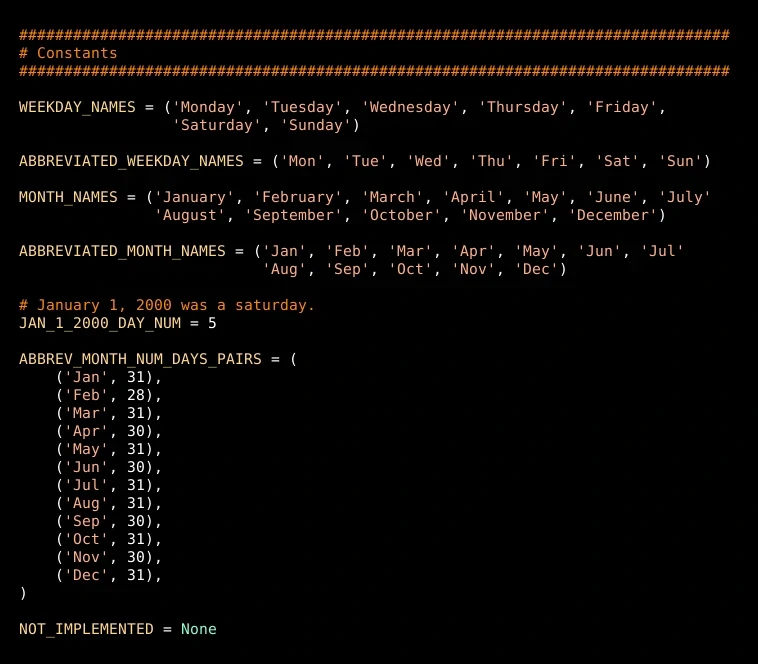 ###############################################################################
# Constants
###############################################################################
WEEKDAY_NAMES = ('Monday', 'Tuesday', 'Wednesday', 'Thursday', 'Friday',
                 'Saturday', 'Sunday')
ABBREVIATED_WEEKDAY_NAMES = ('Mon', 'Tue', 'Wed', 'Thu', 'Fri', 'Sat', 'Sun')
MONTH_NAMES = ('January', 'February', 'March', 'April', 'May', 'June', 'July'
               'August', 'September', 'October', 'November', 'December')
ABBREVIATED_MONTH_NAMES = ('Jan', 'Feb', 'Mar', 'Apr', 'May', 'Jun', 'Jul'
                           'Aug', 'Sep', 'Oct', 'Nov', 'Dec')
# January 1, 2000 was a saturday.
JAN_1_2000_DAY_NUM = 5
ABBREV_MONTH_NUM_DAYS_PAIRS = (
    ('Jan', 31),
    ('Feb', 28),
    ('Mar', 31),
    ('Apr', 30),
    ('May', 31),
    ('Jun', 30),
    ('Jul', 31),
    ('Aug', 31),
    ('Sep', 30),
    ('Oct', 31),
    ('Nov', 30),
    ('Dec', 31),
)
NOT_IMPLEMENTED = None